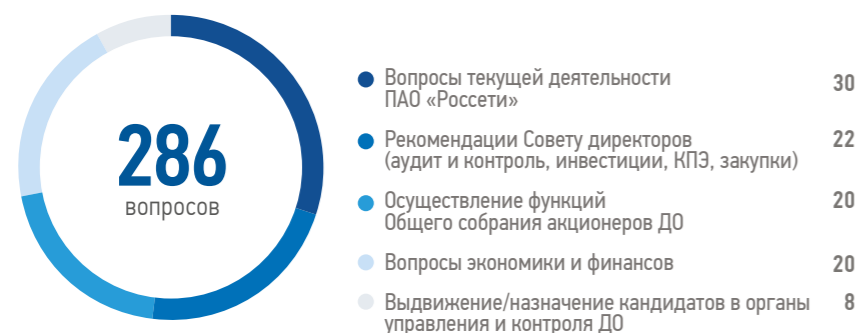 286
вопросов
Вопросы текущей деятельности
ПАО «Россети»
30
Рекомендации Совету директоров
(аудит и контроль, инвестиции, КПЭ, закупки)
22
Осуществление функций
Общего собрания акционеров ДО
20
Вопросы экономики и финансов
20
Выдвижение/назначение кандидатов в органы
управления и контроля ДО
8